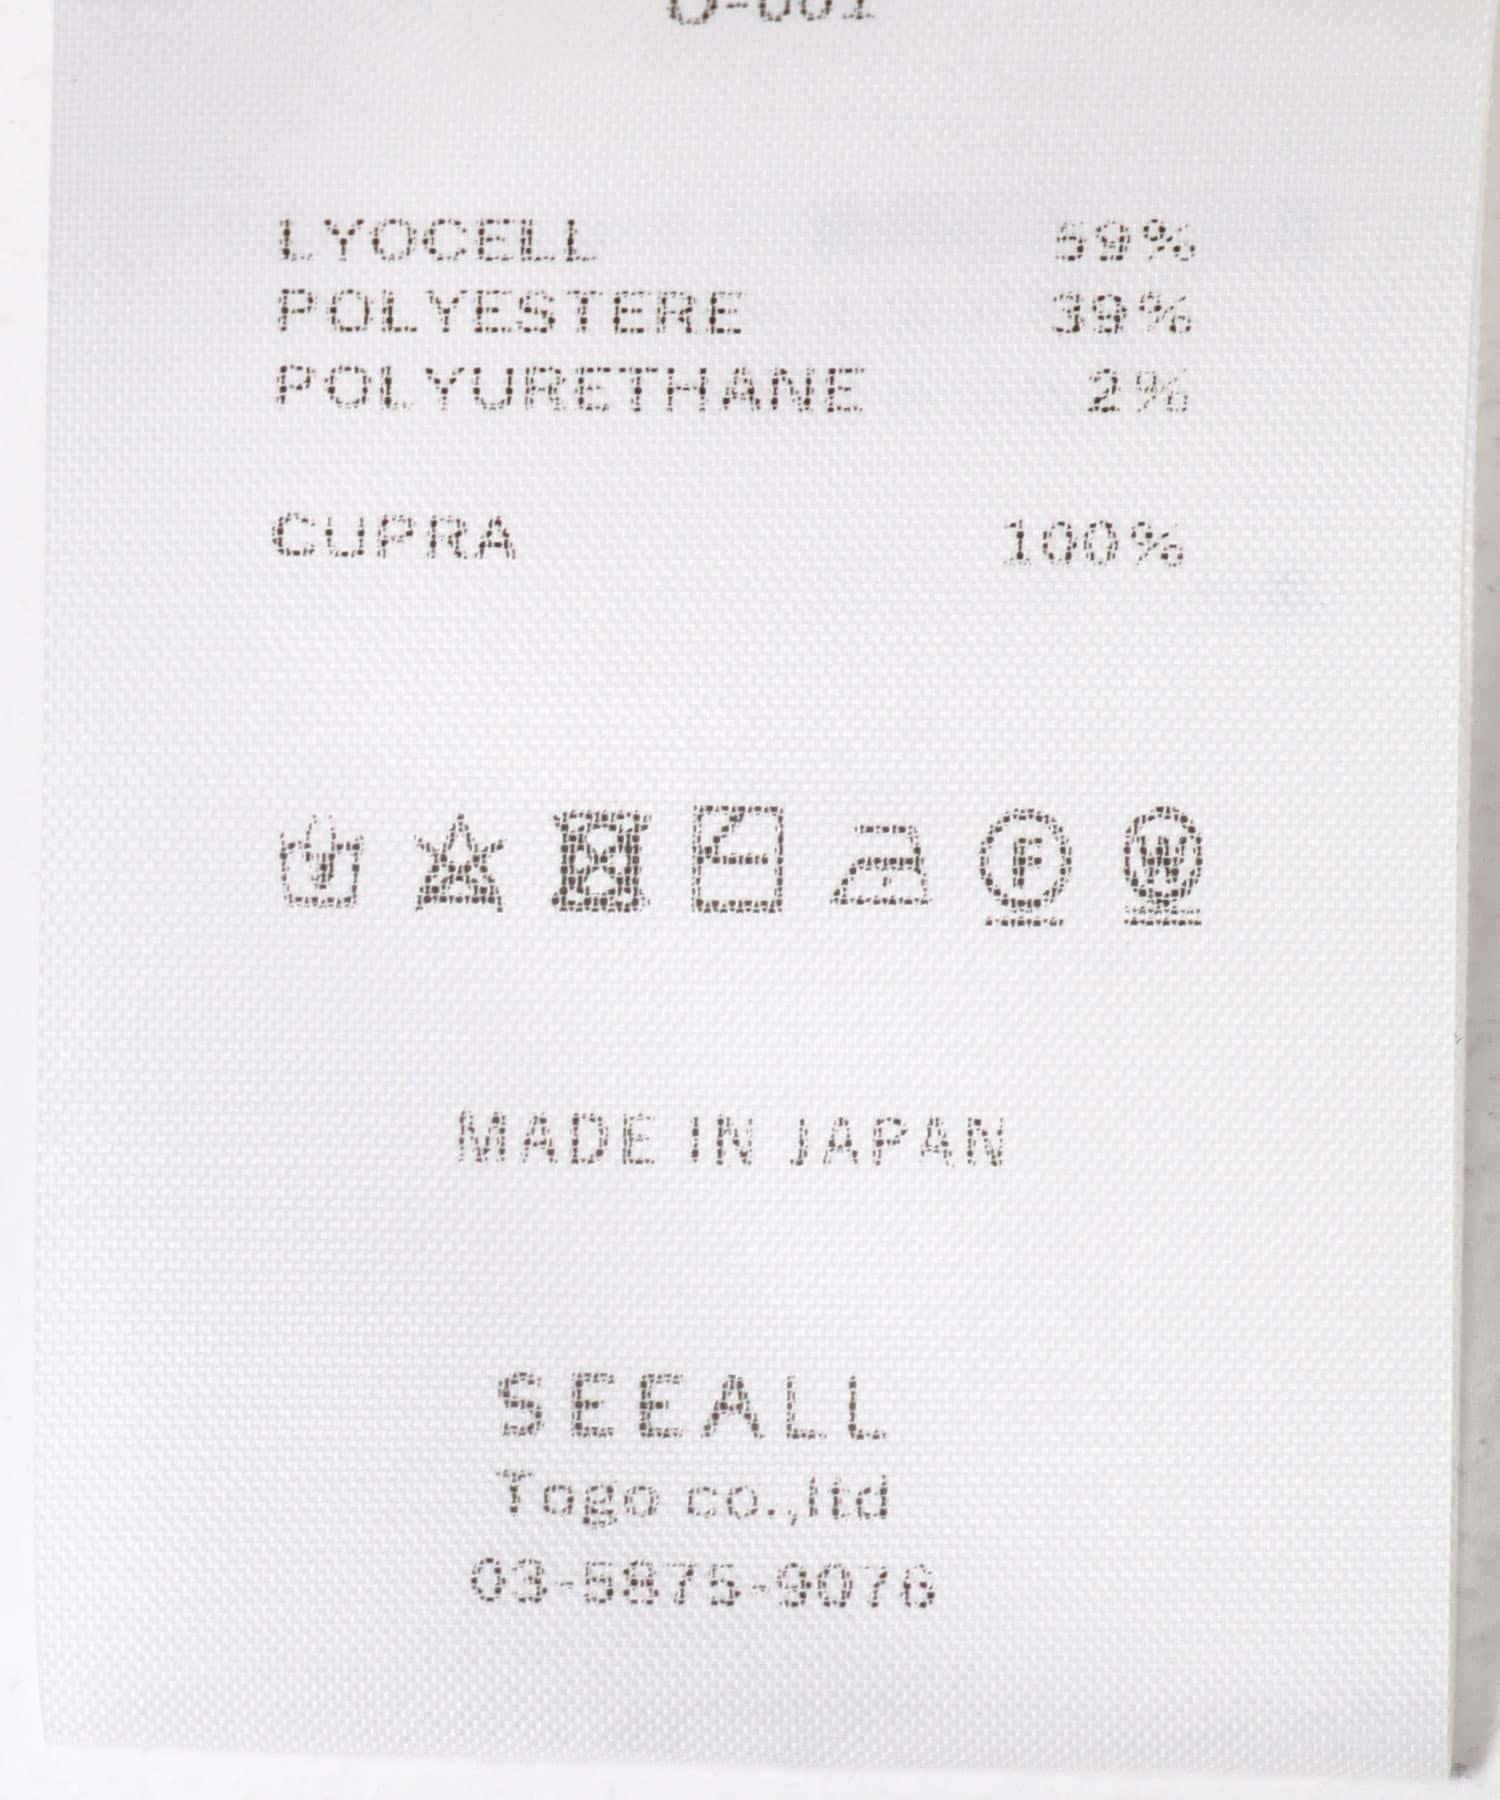 LYOCELL 59%
POLYESTERE 39%
POLYURETHANE 2%
CUPRA 100%
MADE IN JAPAN
SEEALL
Togo co.,ltd
03-5875-9076